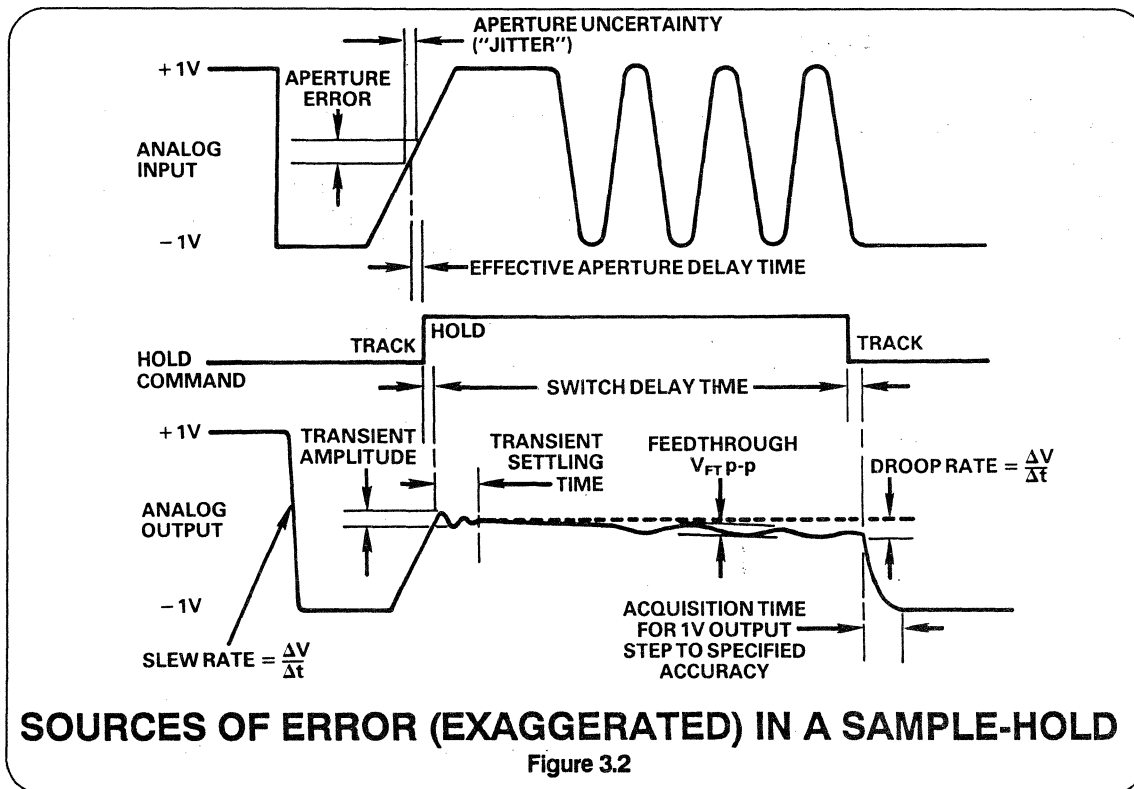 APERTURE UNCERTAINTY
("JITTER")
+1V
APERTURE
ERROR
ANALOG
INPUT
−1V
EFFECTIVE APERTURE DELAY TIME
HOLD
TRACK
TRACK
HOLD
COMMAND
SWITCH DELAY TIME
+1V
TRANSIENT
AMPLITUDE
TRANSIENT
SETTLING
TIME
FEEDTHROUGH
V_FT p-p
DROOP RATE = ΔV/Δt
ANALOG
OUTPUT
−1V
ACQUISITION TIME
FOR 1V OUTPUT
STEP TO SPECIFIED
ACCURACY
SLEW RATE = ΔV/Δt
SOURCES OF ERROR (EXAGGERATED) IN A SAMPLE-HOLD
Figure 3.2